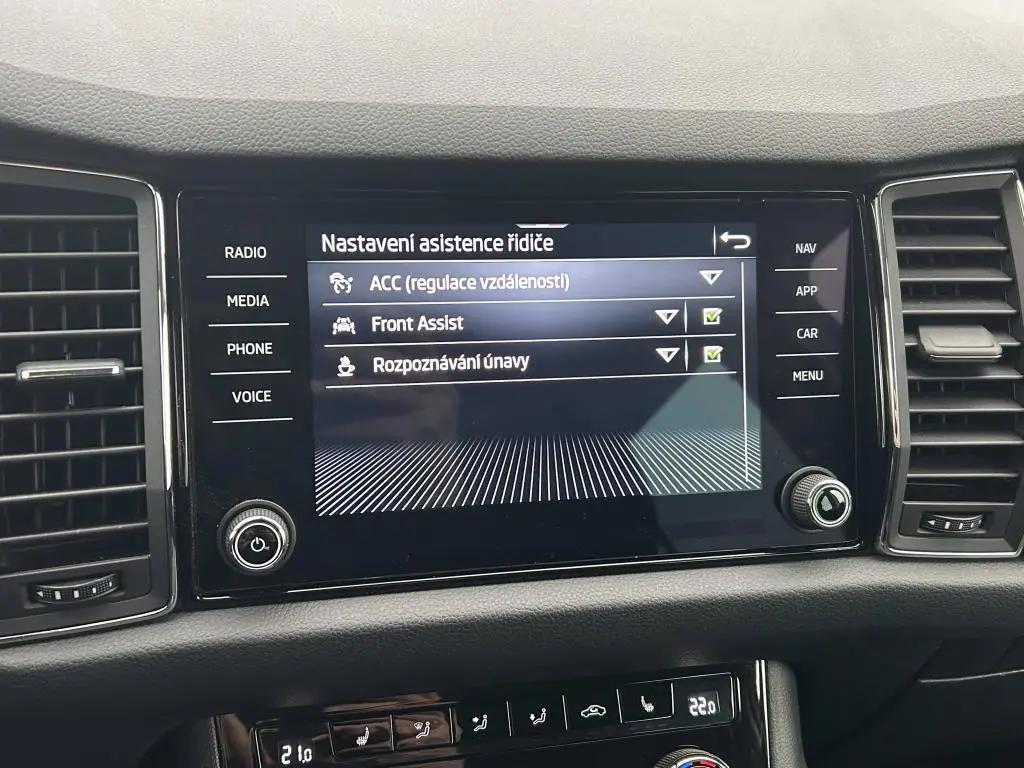 RADIO
MEDIA
PHONE
VOICE
Nastavení asistence řidiče
ACC (regulace vzdálenosti)
Front Assist
Rozpoznávání únavy
NAV
APP
CAR
MENU
21.0
22.0